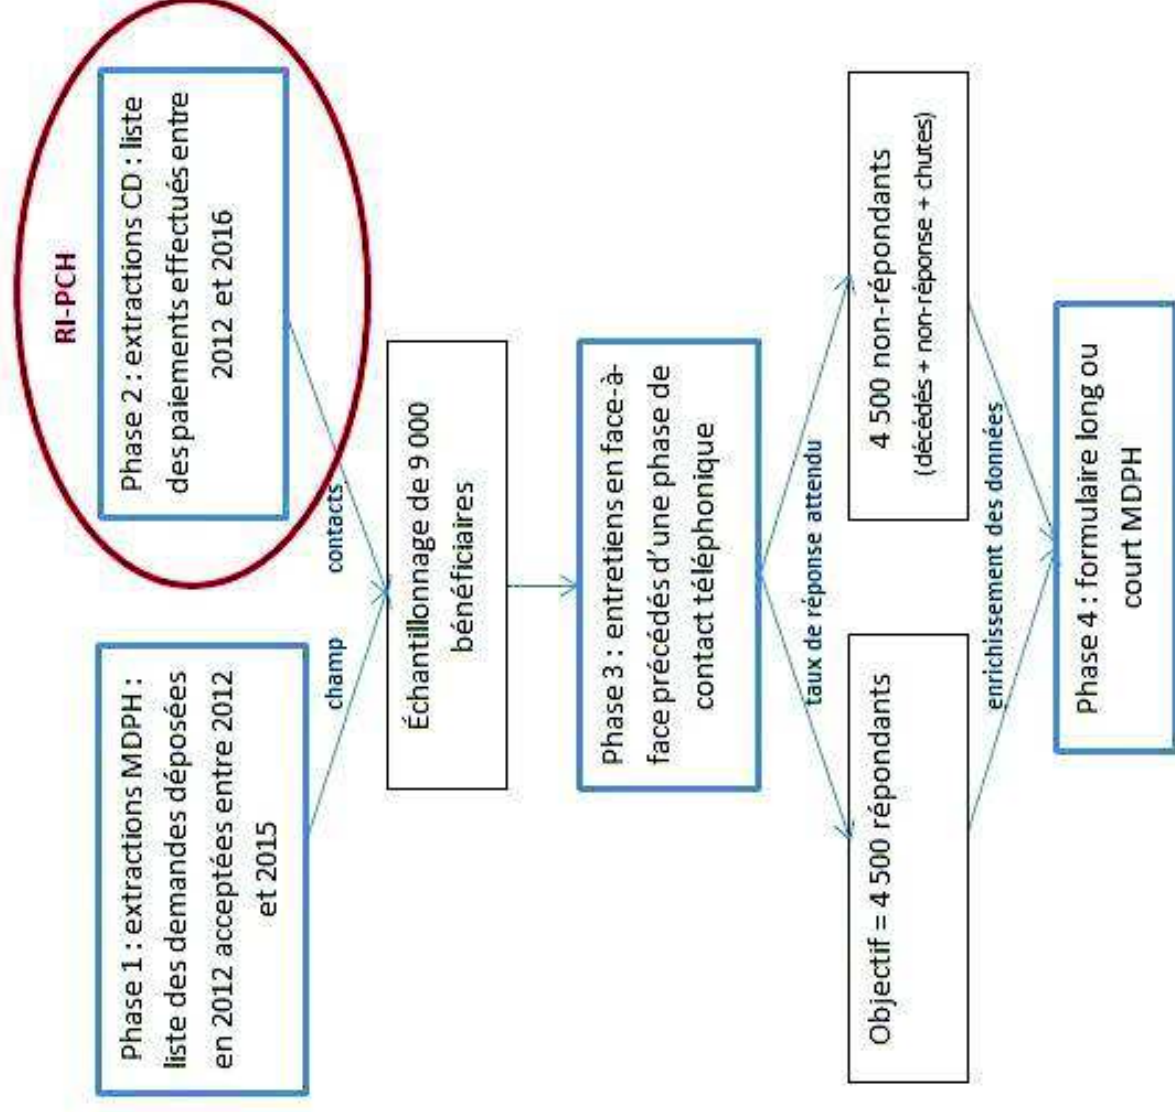 RI-PCH
Phase 1 : extractions MDPH :
liste des demandes déposées
en 2012 acceptées entre 2012
et 2015
Phase 2 : extractions CD : liste
des paiements effectués entre
2012 et 2016
champ
contacts
Échantillonnage de 9 000
bénéficiaires
Phase 3 : entretiens en face-à-
face précédés d’une phase de
contact téléphonique
taux de réponse attendu
Objectif = 4 500 répondants
4 500 non-répondants
(décédés + non-réponse + chutes)
enrichissement des données
Phase 4 : formulaire long ou
court MDPH